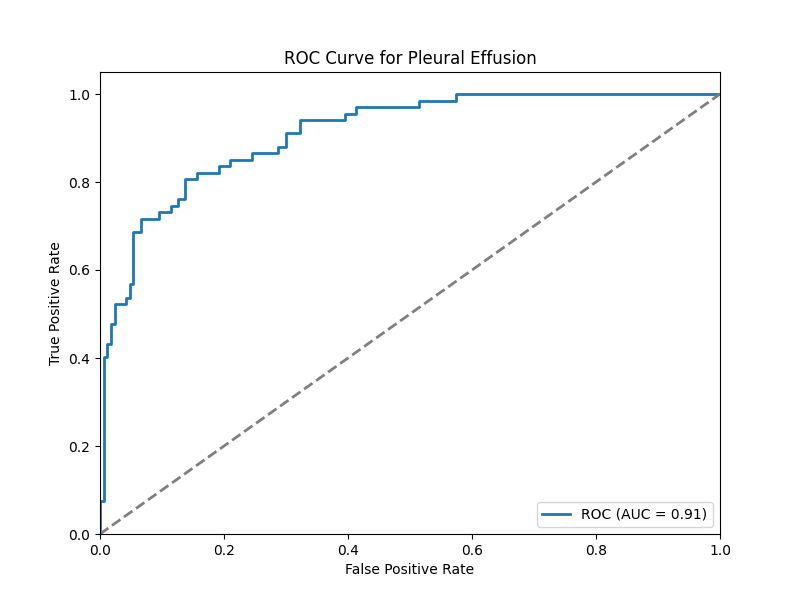 ROC Curve for Pleural Effusion
1.0
0.8
0.6
0.4
0.2
0.0
True Positive Rate
ROC (AUC = 0.91)
0.0 0.2 0.4 0.6 0.8 1.0
False Positive Rate